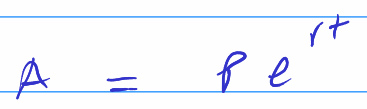 A = Pe^{rt}